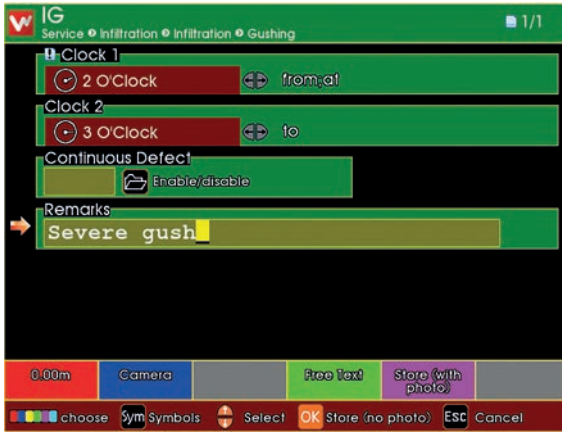 IG
Service Infiltration Infiltration Gushing
1/1
Clock 1
2 O'Clock
from,at
Clock 2
3 O'Clock
to
Continuous Defect
Enable/disable
Remarks
Severe gush
0.00m
Camera
Free Text
Store (with photo)
choose
Sym Symbols
Select
OK Store (no photo)
Esc Cancel